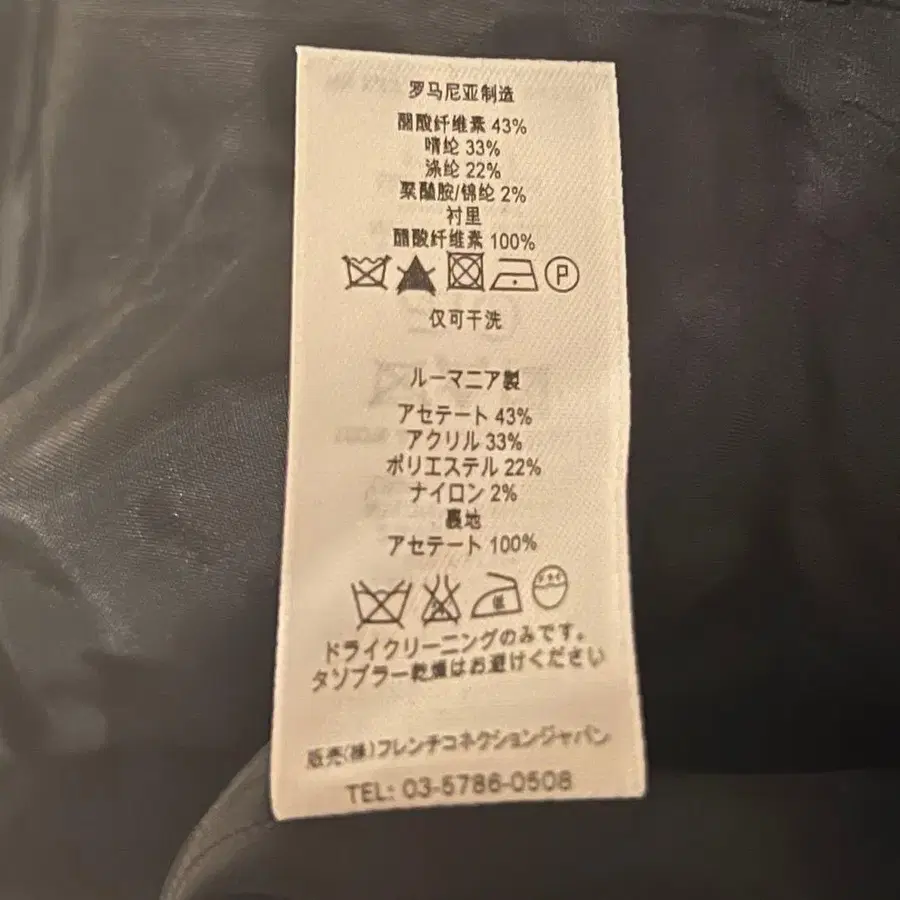 罗马尼亚制造
醋酸纤维素 43%
晴纶 33%
涤纶 22%
聚酰胺/锦纶 2%
衬里
醋酸纤维素 100%
P
仅可干洗
ルーマニア製
アセテート 43%
アクリル 33%
ポリエステル 22%
ナイロン 2%
裏地
アセテート 100%
低
ドライクリーニングのみです。
タンブラー乾燥はお避けください
販売(株)フレンチコネクションジャパン
TEL: 03-5786-0508